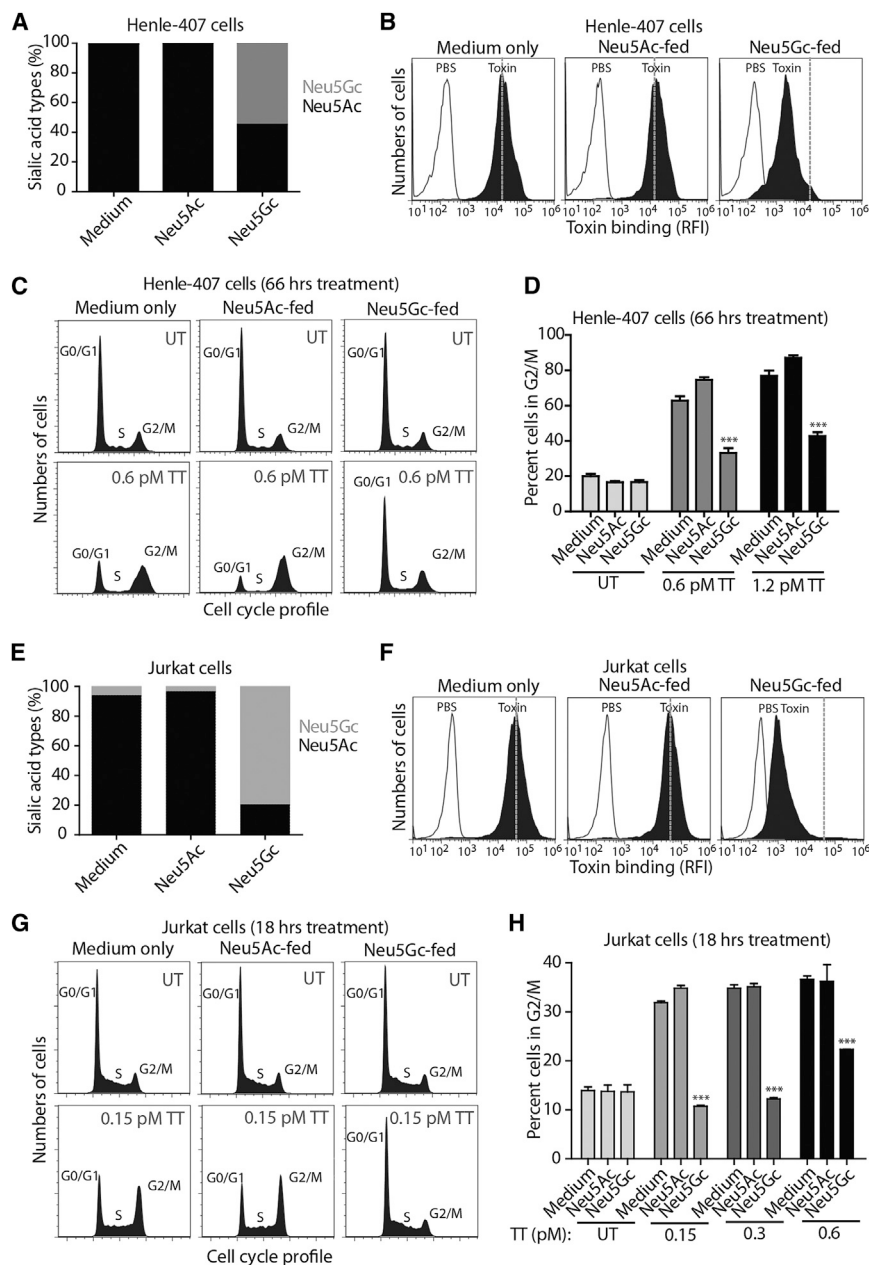 A
Henle-407 cells
Sialic acid types (%)
100
80
60
40
20
0
Medium
Neu5Ac
Neu5Gc
Neu5Gc
Neu5Ac
B
Henle-407 cells
Medium only
Neu5Ac-fed
Neu5Gc-fed
Numbers of cells
PBS Toxin
PBS Toxin
PBS Toxin
10¹ 10² 10³ 10⁴ 10⁵ 10⁶
10¹ 10² 10³ 10⁴ 10⁵ 10⁶
10¹ 10² 10³ 10⁴ 10⁵ 10⁶
Toxin binding (RFI)
C
Henle-407 cells (66 hrs treatment)
Medium only
Neu5Ac-fed
Neu5Gc-fed
Numbers of cells
UT
G0/G1
S
G2/M
UT
G0/G1
S
G2/M
UT
G0/G1
S
G2/M
0.6 pM TT
G0/G1
S
G2/M
0.6 pM TT
G0/G1
S
G2/M
G0/G1
0.6 pM TT
S
G2/M
Cell cycle profile
D
Henle-407 cells (66 hrs treatment)
Percent cells in G2/M
100
80
60
40
20
0
***
***
Medium
Neu5Ac
Neu5Gc
Medium
Neu5Ac
Neu5Gc
Medium
Neu5Ac
Neu5Gc
UT
0.6 pM TT
1.2 pM TT
E
Jurkat cells
Sialic acid types (%)
100
80
60
40
20
0
Medium
Neu5Ac
Neu5Gc
Neu5Gc
Neu5Ac
F
Jurkat cells
Medium only
Neu5Ac-fed
Neu5Gc-fed
Numbers of cells
PBS Toxin
PBS Toxin
PBS Toxin
10¹ 10² 10³ 10⁴ 10⁵ 10⁶
10¹ 10² 10³ 10⁴ 10⁵ 10⁶
10¹ 10² 10³ 10⁴ 10⁵ 10⁶
Toxin binding (RFI)
G
Jurkat cells (18 hrs treatment)
Medium only
Neu5Ac-fed
Neu5Gc-fed
Numbers of cells
UT
G0/G1
S
G2/M
UT
G0/G1
S
G2/M
UT
G0/G1
S
G2/M
0.15 pM TT
G0/G1
S
G2/M
0.15 pM TT
G0/G1
S
G2/M
0.15 pM TT
G0/G1
S
G2/M
Cell cycle profile
H
Jurkat cells (18 hrs treatment)
Percent cells in G2/M
40
30
20
10
0
***
***
***
Medium
Neu5Ac
Neu5Gc
Medium
Neu5Ac
Neu5Gc
Medium
Neu5Ac
Neu5Gc
Medium
Neu5Ac
Neu5Gc
TT (pM):
UT
0.15
0.3
0.6